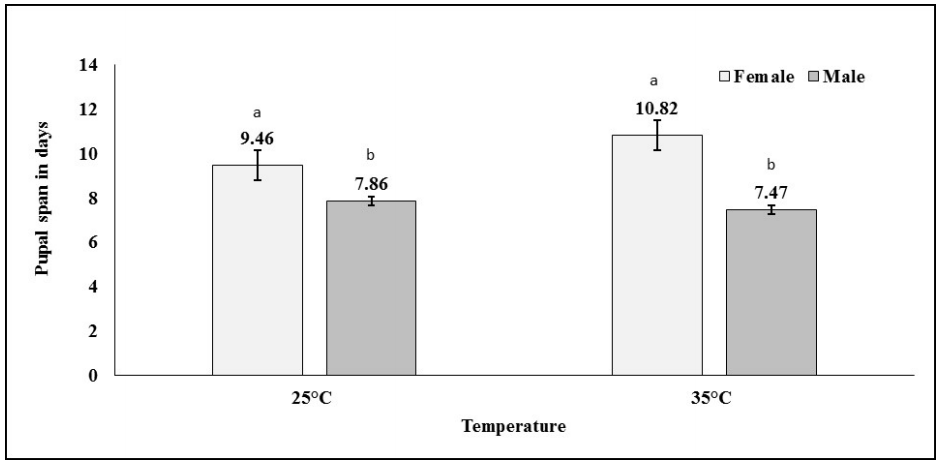 14
12
10
8
6
4
2
0
Pupal span in days
Female Male
a
9.46
b
7.86
a
10.82
b
7.47
25°C
35°C
Temperature